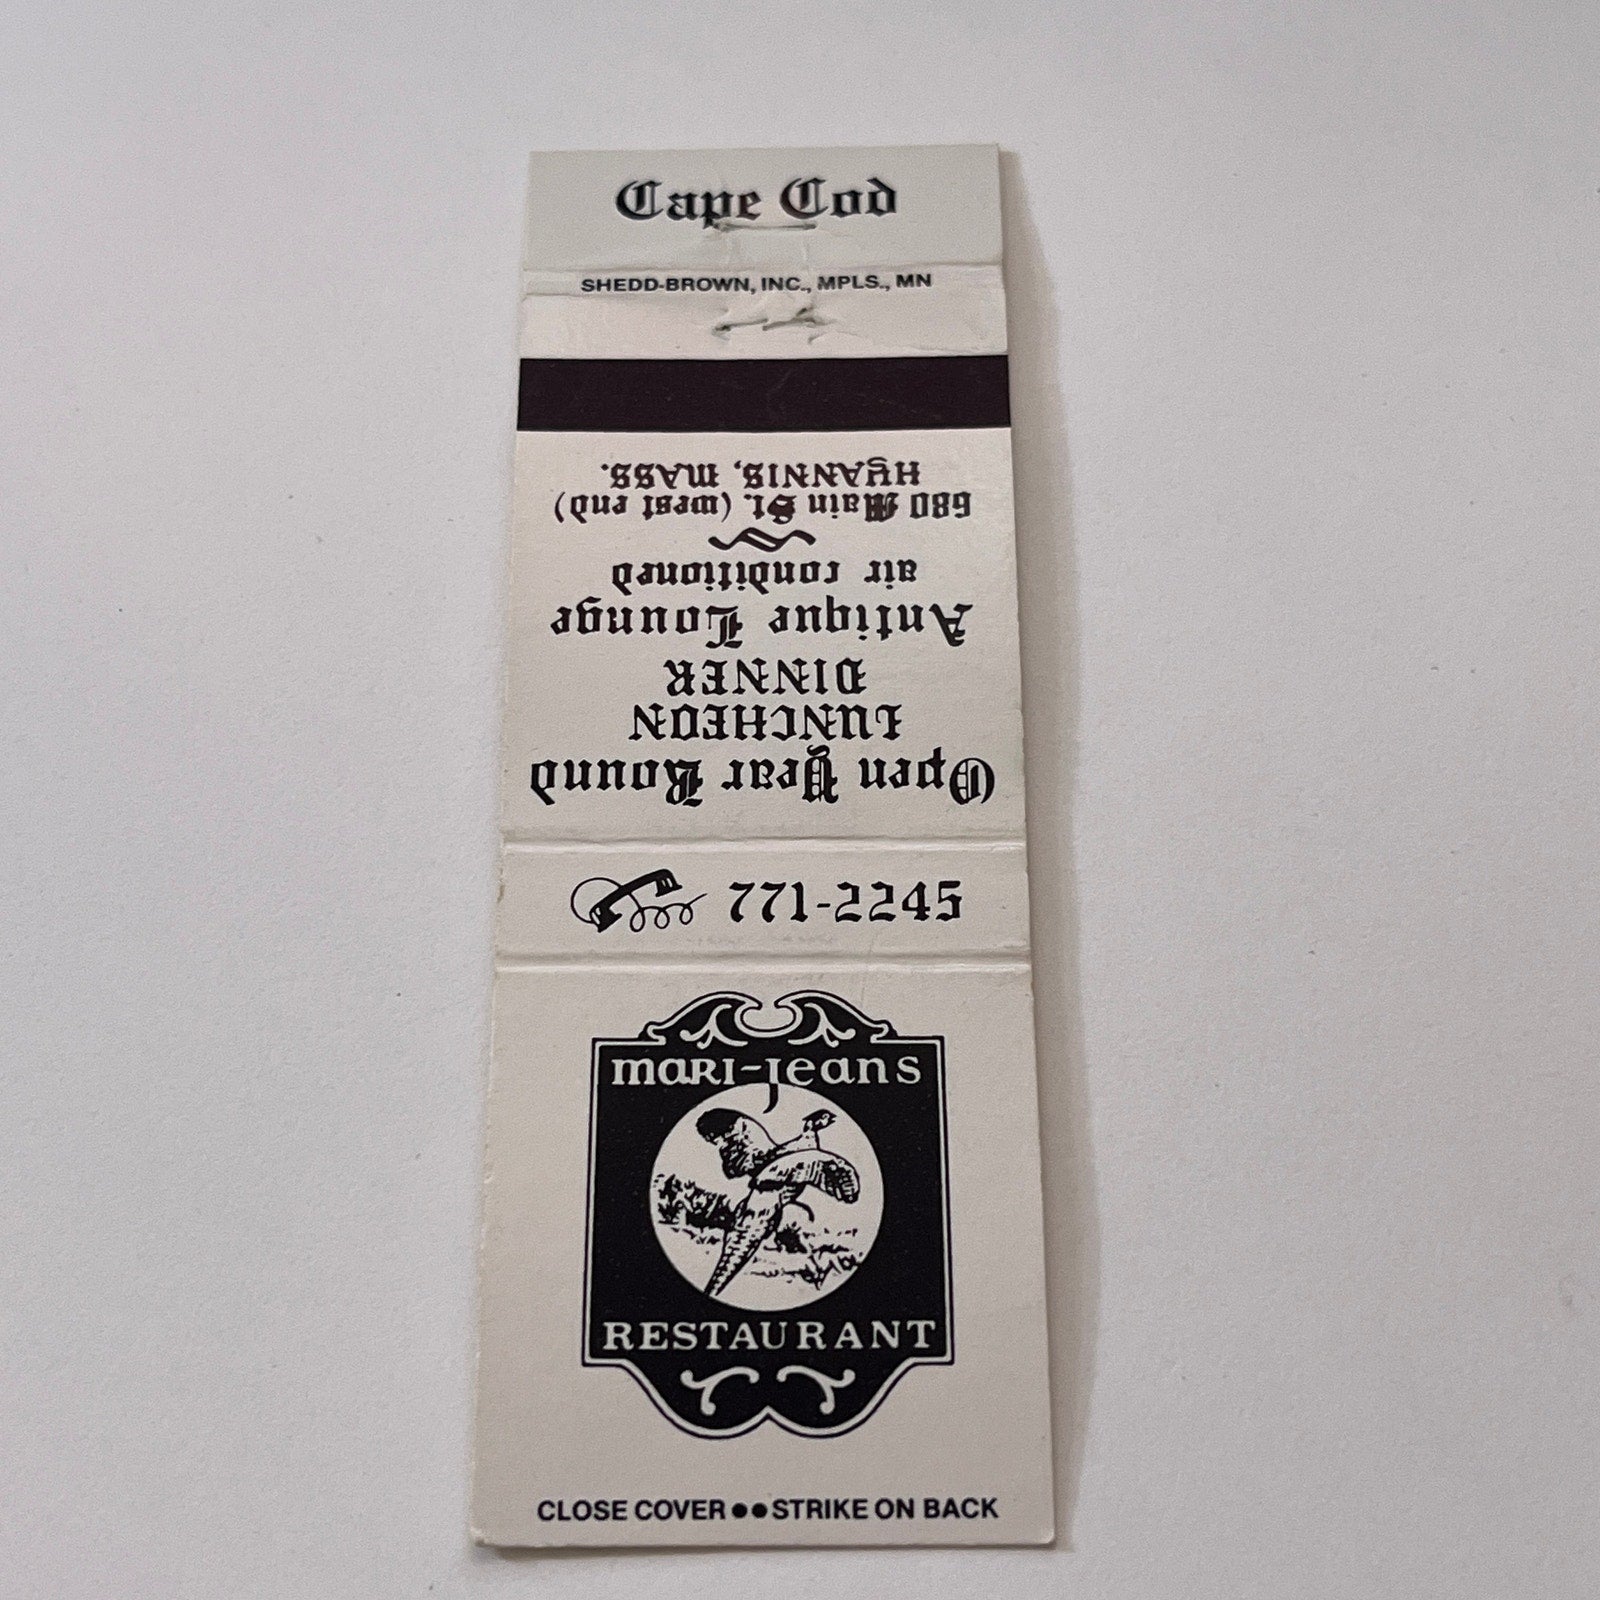 Cape Cod
SHEDD-BROWN, INC., MPLS., MN
Open Year Round
LUNCHEON
DINNER
Antique Lounge
air conditioned
680 Main St. (west end)
HYANNIS, MASS.
771-2245
MARI-Jeans
RESTAURANT
CLOSE COVER●●STRIKE ON BACK